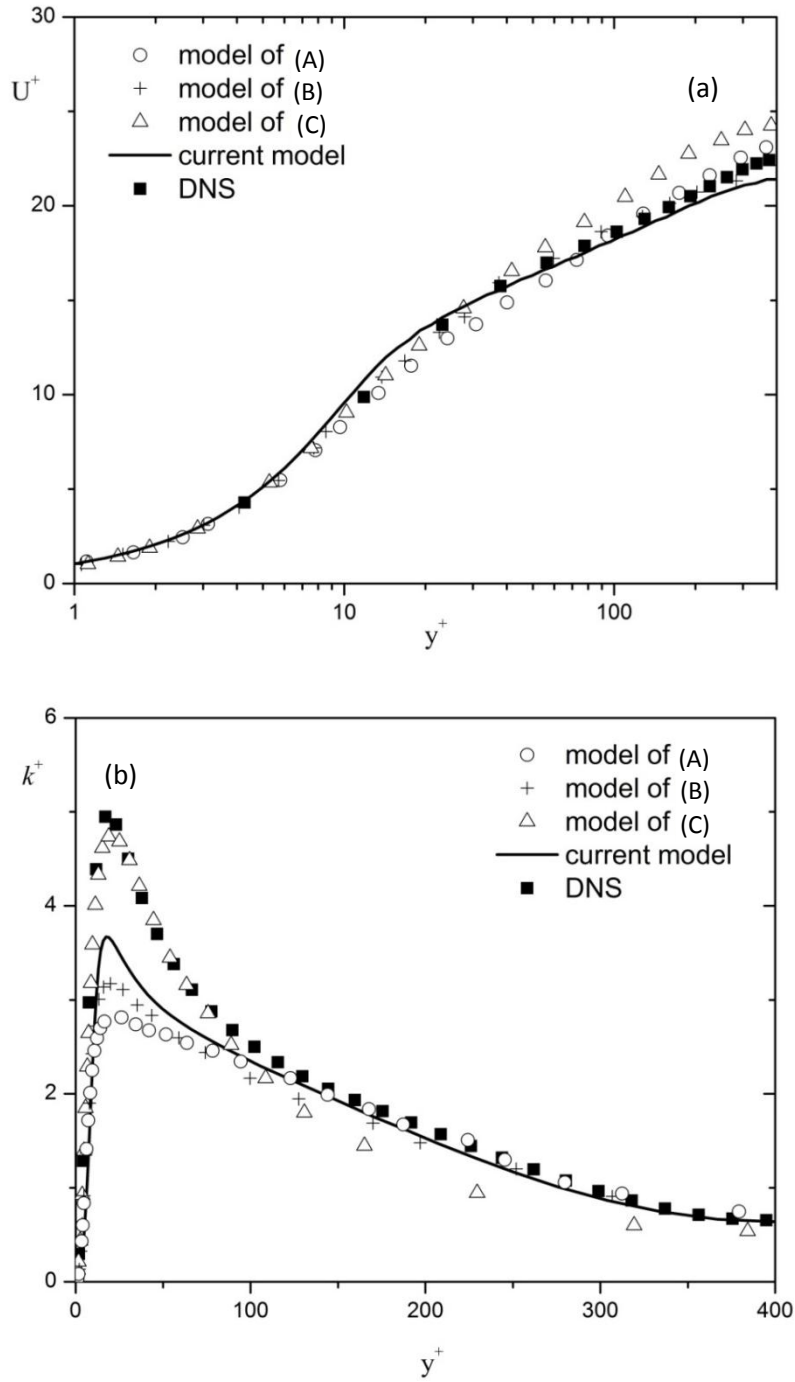 30
model of (A)
U+
model of (B)
(a)
model of (C)
current model
20
DNS
10
0
1
10
100
y+
6
model of (A)
k+
(b)
model of (B)
model of (C)
current model
DNS
4
2
0
0
100
200
300
400
y+